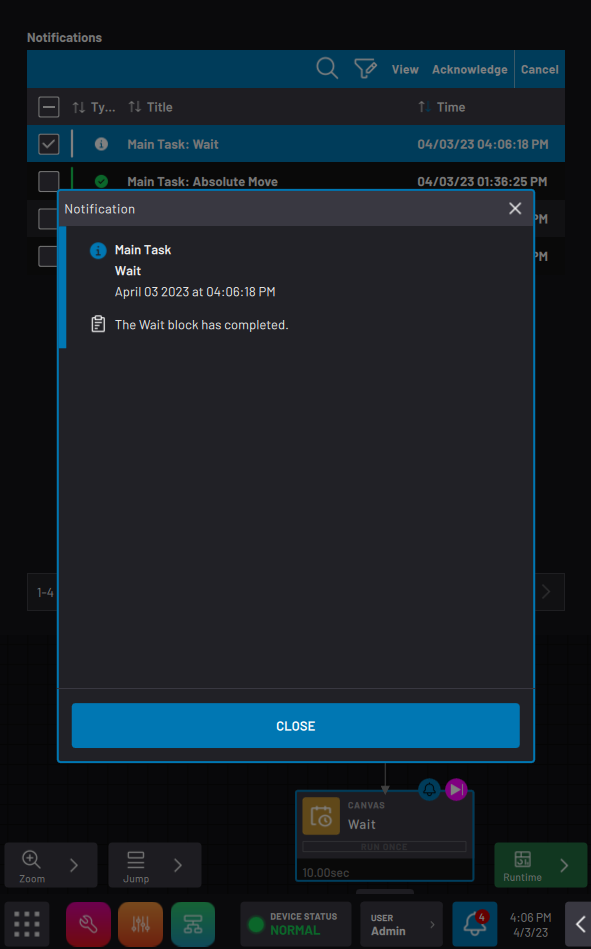 Notifications
View Acknowledge Cancel
Ty... Title Time
Main Task: Wait 04/03/23 04:06:18 PM
Main Task: Absolute Move 04/03/23 01:36:25 PM
Notification
PM
Main Task
PM
Wait
April 03 2023 at 04:06:18 PM
The Wait block has completed.
1-4
CLOSE
CANVAS
Wait
RUN ONCE
10.00sec
Zoom
Jump
Runtime
DEVICE STATUS
NORMAL
USER
Admin
4
4:06 PM
4/3/23